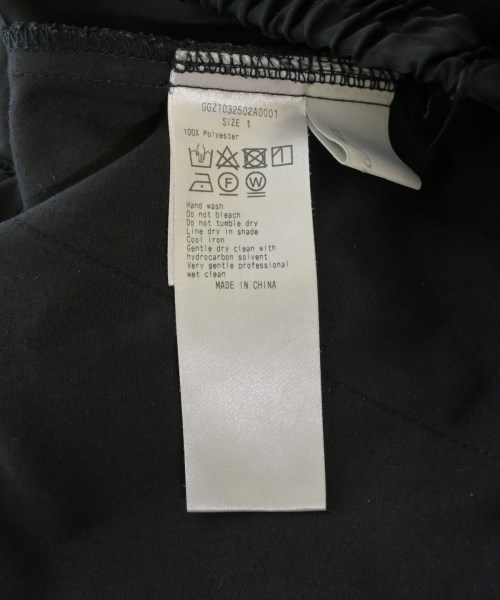 GGZ1032502A0001
SIZE 1
100% Polyester
F W
Hand wash
Do not bleach
Do not tumble dry
Line dry in shade
Cool iron
Gentle dry clean with
hydrocarbon solvent
Very gentle professional
wet clean
MADE IN CHINA